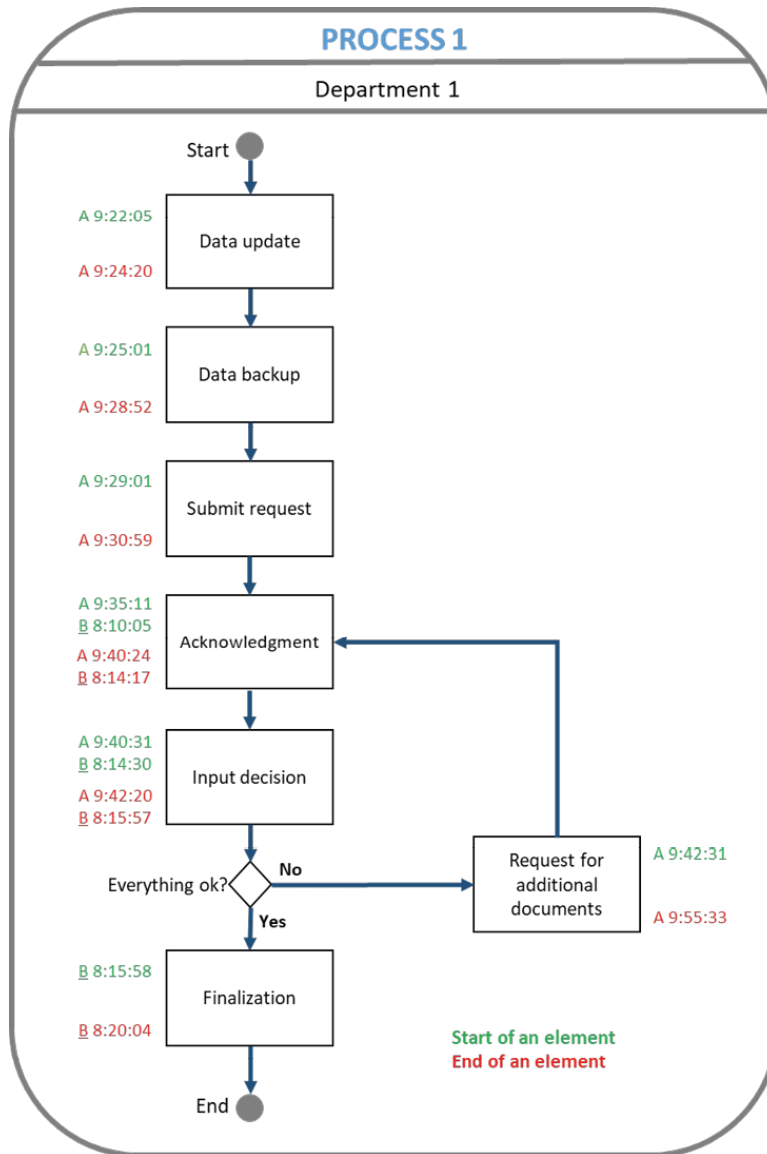 PROCESS 1
Department 1
Start
A 9:22:05
Data update
A 9:24:20
A 9:25:01
Data backup
A 9:28:52
A 9:29:01
Submit request
A 9:30:59
A 9:35:11
B 8:10:05
Acknowledgment
A 9:40:24
B 8:14:17
A 9:40:31
B 8:14:30
Input decision
A 9:42:20
B 8:15:57
Everything ok?
No
Request for
additional
documents
A 9:42:31
A 9:55:33
Yes
B 8:15:58
Finalization
B 8:20:04
Start of an element
End of an element
End